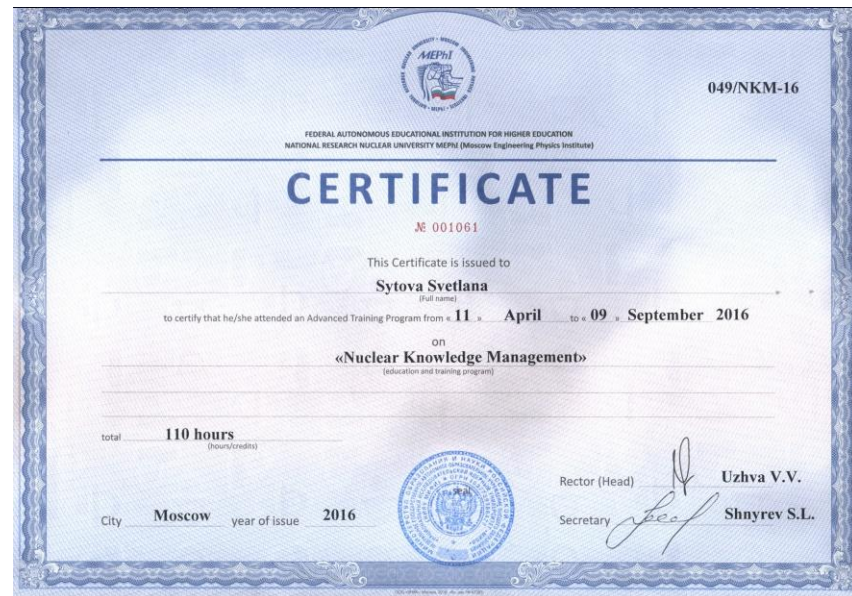 MEPhI
049/NKM-16
FEDERAL AUTONOMOUS EDUCATIONAL INSTITUTION FOR HIGHER EDUCATION
NATIONAL RESEARCH NUCLEAR UNIVERSITY MEPhI (Moscow Engineering Physics Institute)
CERTIFICATE
№ 001061
This Certificate is issued to
Sytova Svetlana
(Full name)
to certify that he/she attended an Advanced Training Program from « 11 » April to « 09 » September 2016
on
«Nuclear Knowledge Management»
(education and training program)
total 110 hours
(hours/credits)
Rector (Head) Uzhva V.V.
City Moscow year of issue 2016
Secretary Shnyrev S.L.